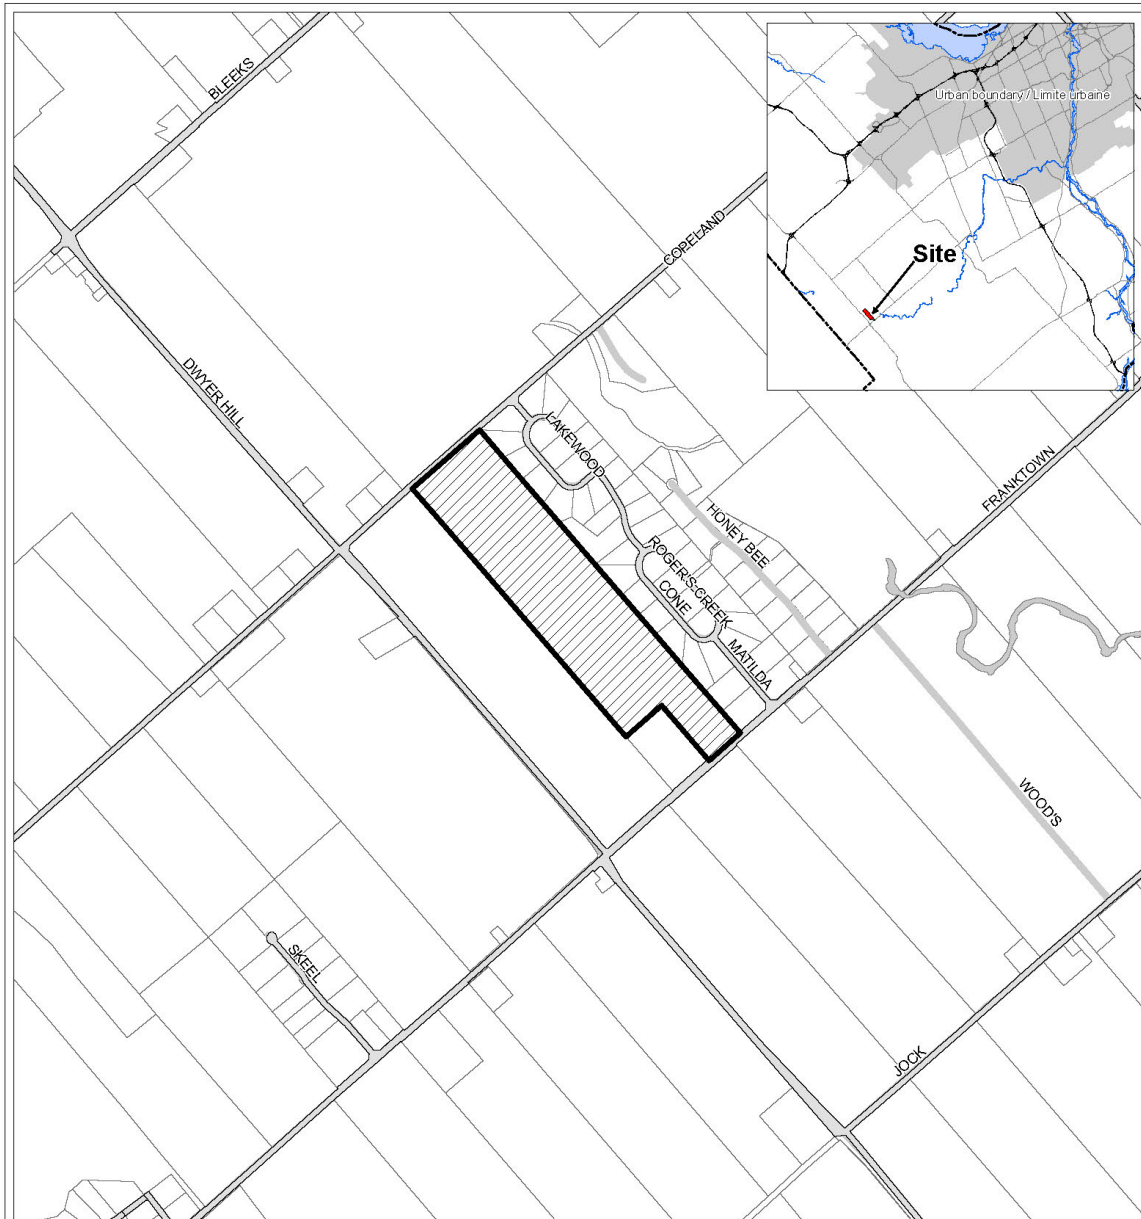 BLEEKS
Urban boundary / Limite urbaine
COPELAND
Site
DWYER HILL
LAKEWOOD
FRANKTOWN
HONEY BEE
ROGER'S CREEK
CONE
MATILDA
WOOD'S
SKEEL
JOCK